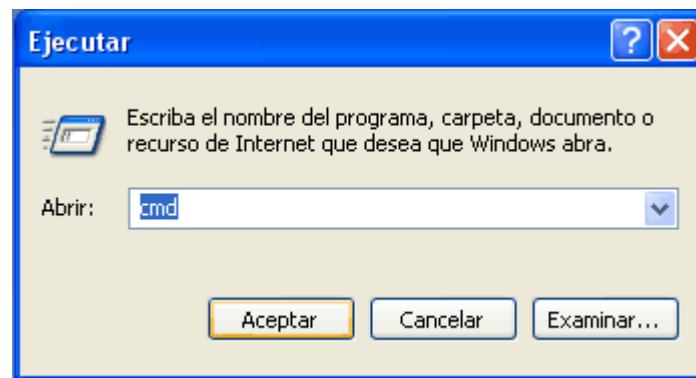 Ejecutar
Escriba el nombre del programa, carpeta, documento o
recurso de Internet que desea que Windows abra.
Abrir: cmd
Aceptar Cancelar Examinar...